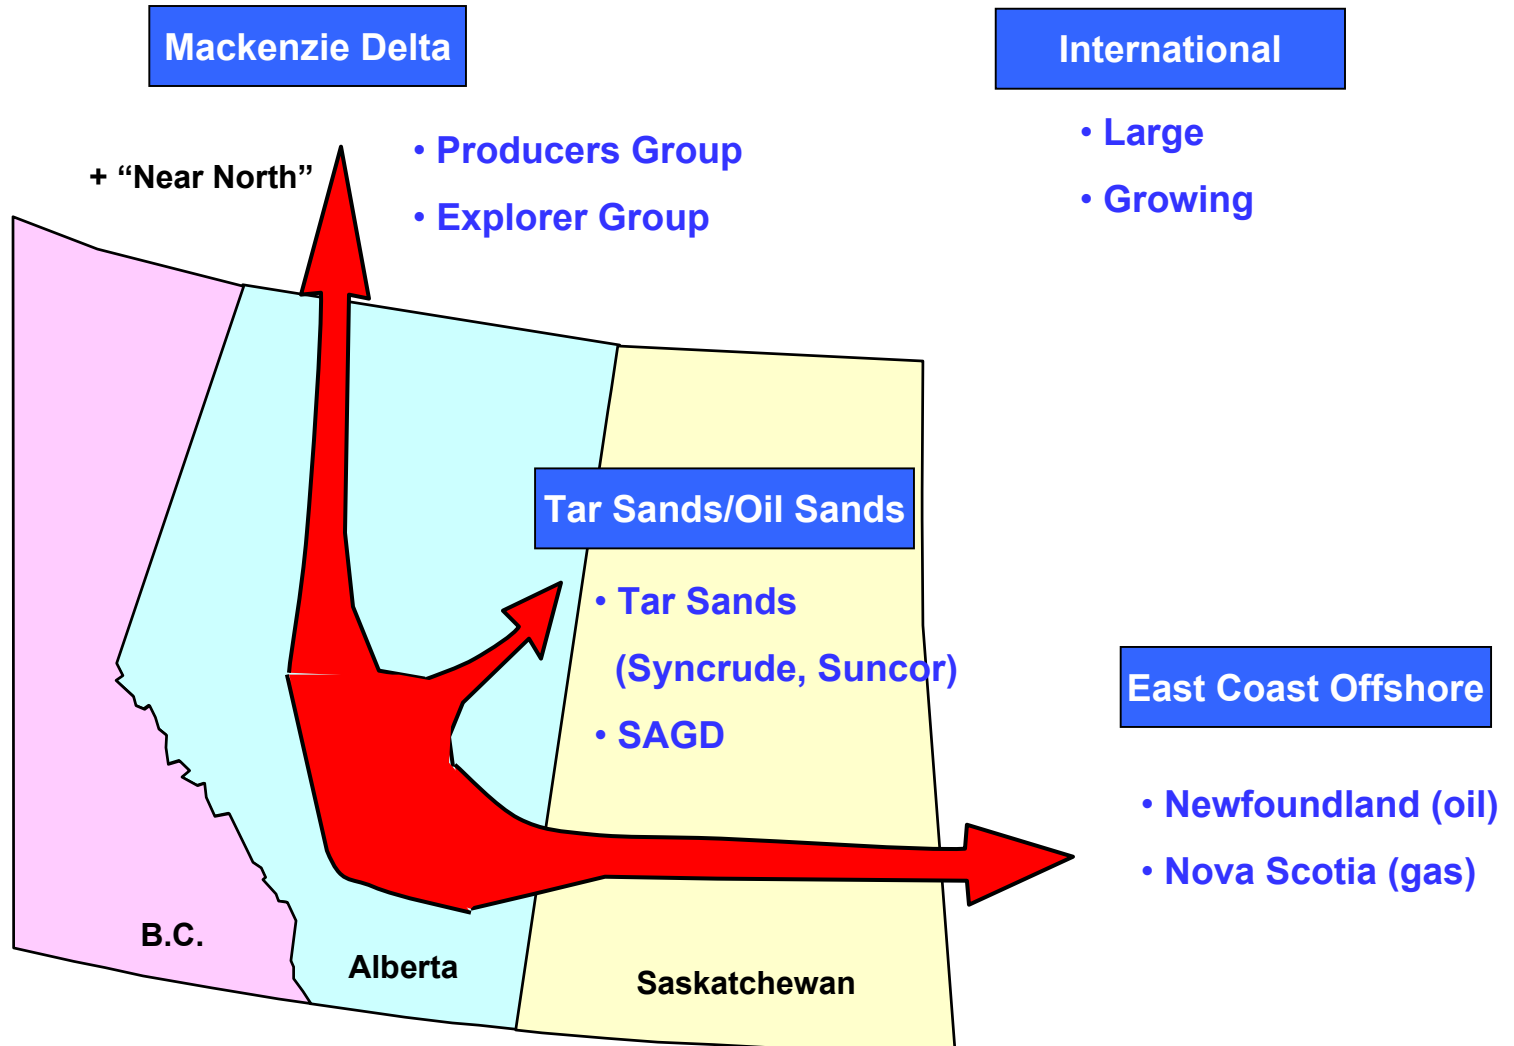 Mackenzie Delta
+ “Near North”
• Producers Group
• Explorer Group
International
• Large
• Growing
Tar Sands/Oil Sands
• Tar Sands
(Syncrude, Suncor)
• SAGD
East Coast Offshore
• Newfoundland (oil)
• Nova Scotia (gas)
B.C.
Alberta
Saskatchewan